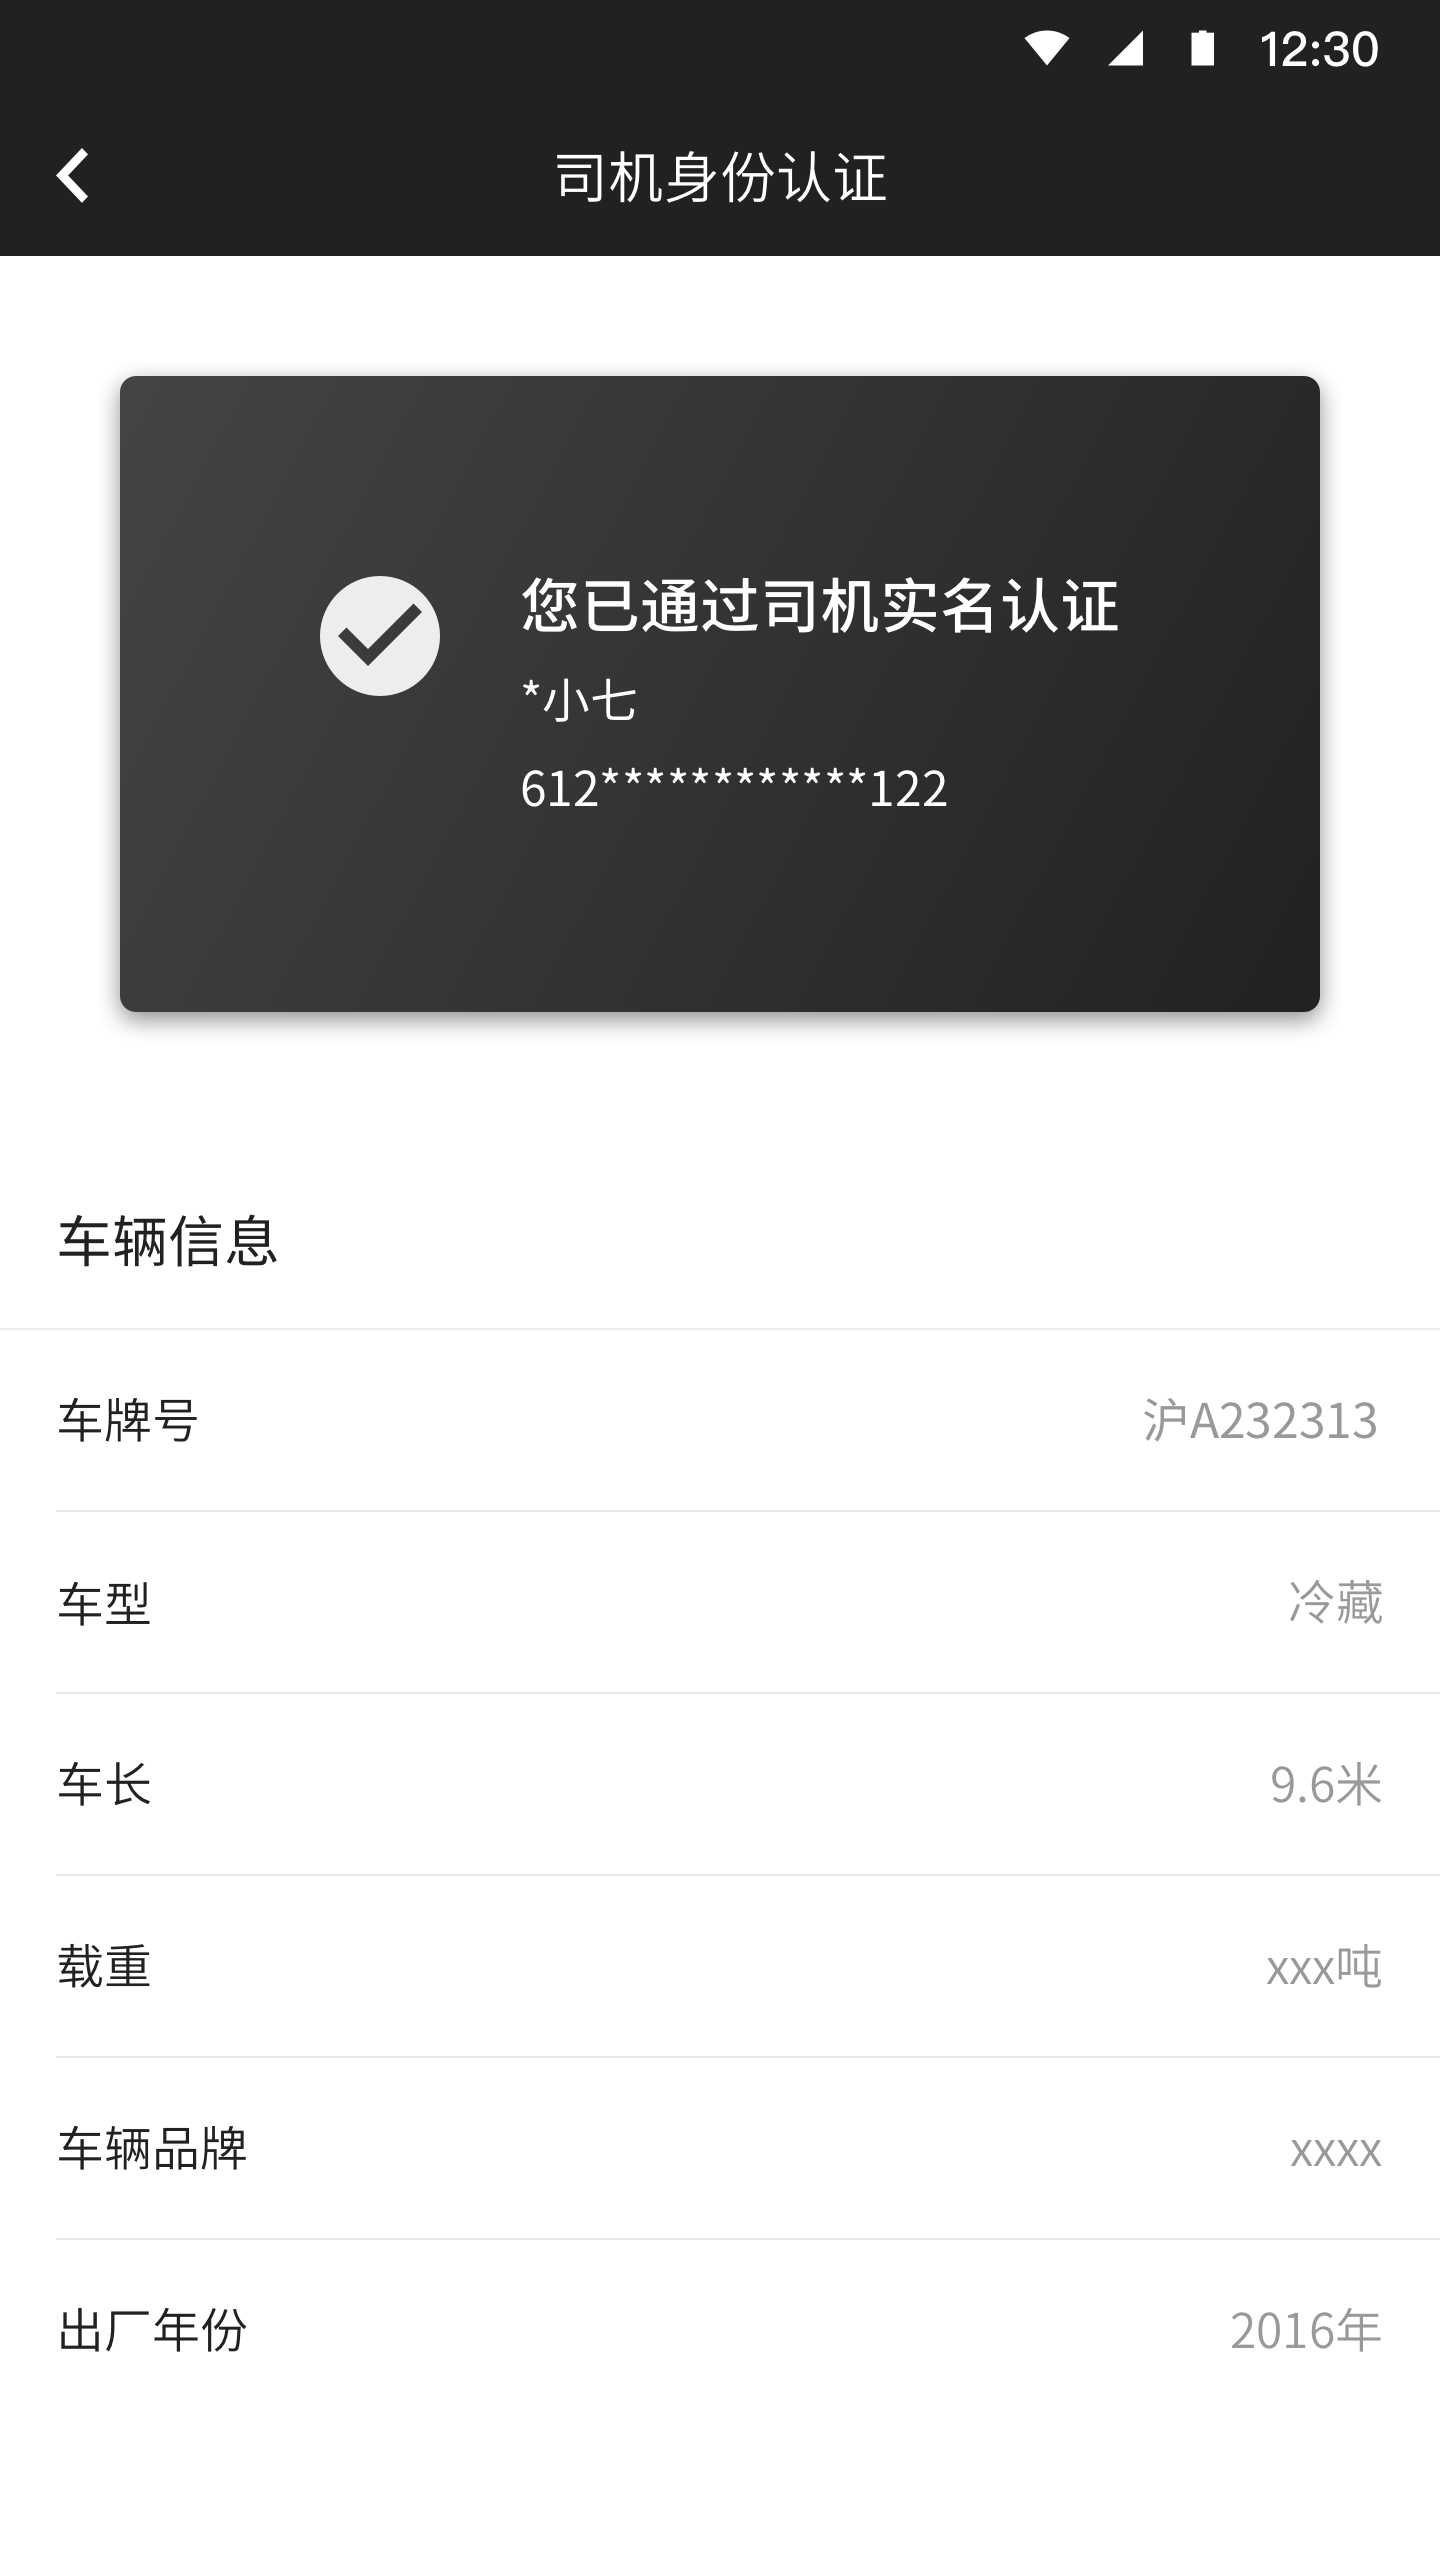 12:30
司机身份认证
您已通过司机实名认证
*小七
612************122
车辆信息
车牌号 沪A232313
车型 冷藏
车长 9.6米
载重 xxx吨
车辆品牌 xxxx
出厂年份 2016年